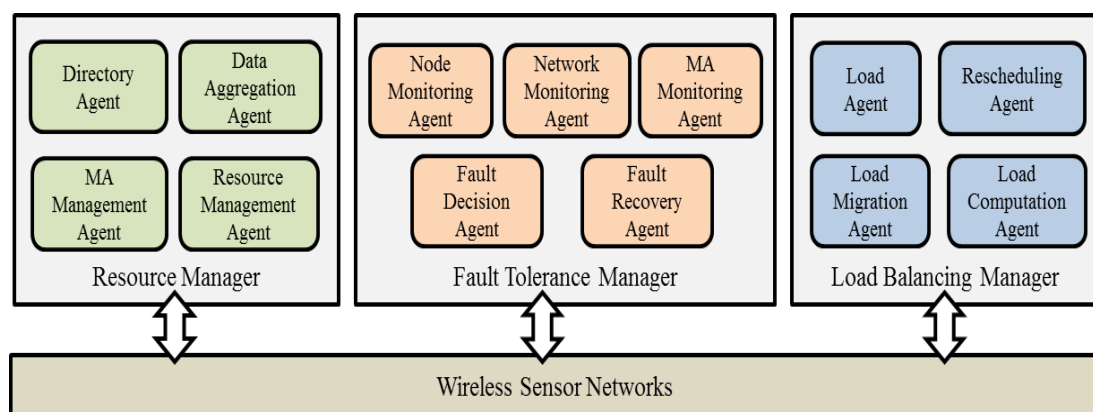 Directory
Agent
Data
Aggregation
Agent
MA
Management
Agent
Resource
Management
Agent
Resource Manager
Node
Monitoring
Agent
Network
Monitoring
Agent
MA
Monitoring
Agent
Fault
Decision
Agent
Fault
Recovery
Agent
Fault Tolerance Manager
Load
Agent
Rescheduling
Agent
Load
Migration
Agent
Load
Computation
Agent
Load Balancing Manager
Wireless Sensor Networks